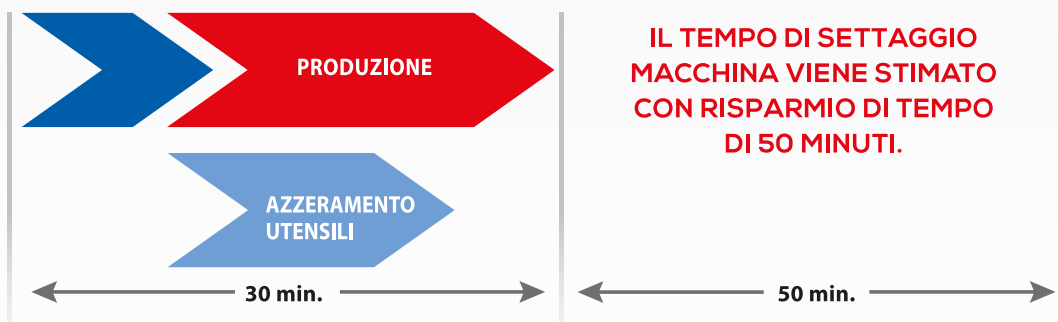 PRODUZIONE
AZZERAMENTO
UTENSILI
30 min.
IL TEMPO DI SETTAGGIO
MACCHINA VIENE STIMATO
CON RISPARMIO DI TEMPO
DI 50 MINUTI.
50 min.